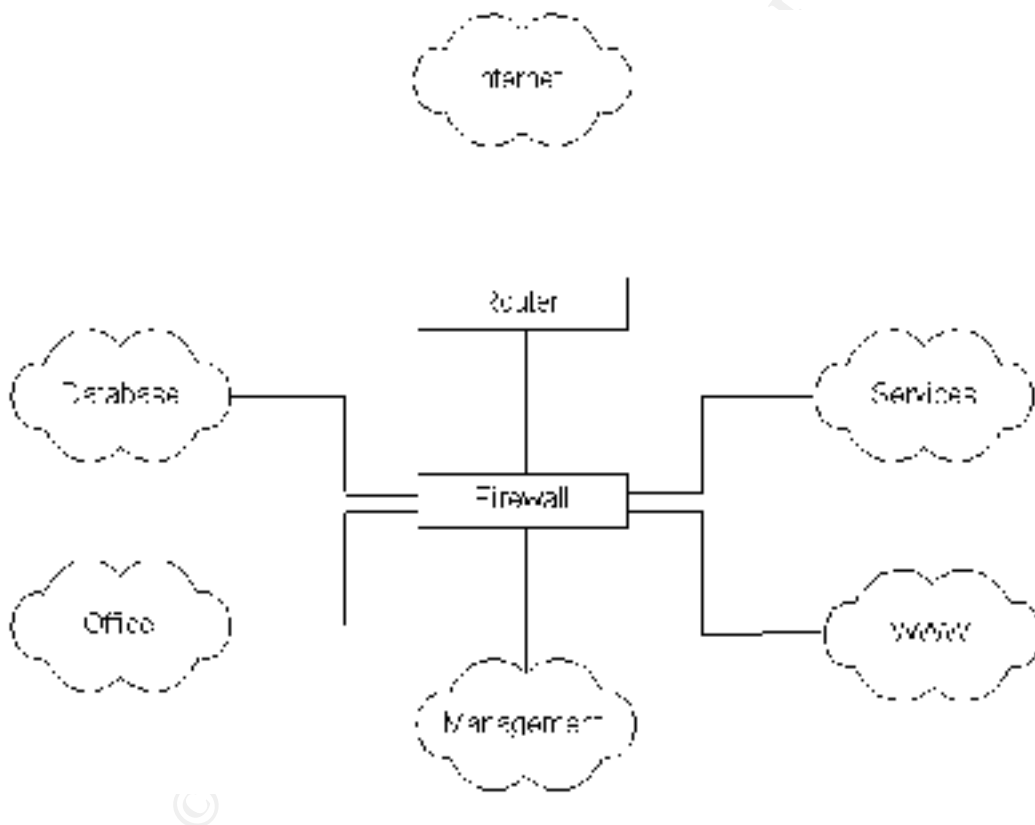 Internet
Router
Database
Services
Firewall
Office
WWW
Management
©